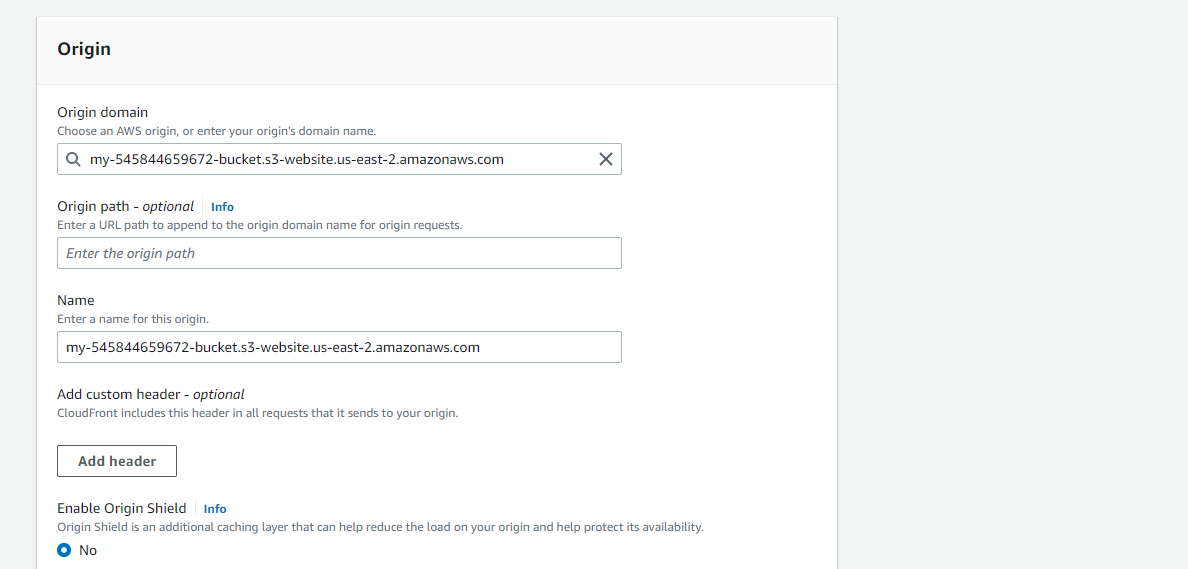 Origin
Origin domain
Choose an AWS origin, or enter your origin's domain name.
my-545844659672-bucket.s3-website.us-east-2.amazonaws.com
Origin path - optional Info
Enter a URL path to append to the origin domain name for origin requests.
Enter the origin path
Name
Enter a name for this origin.
my-545844659672-bucket.s3-website.us-east-2.amazonaws.com
Add custom header - optional
CloudFront includes this header in all requests that it sends to your origin.
Add header
Enable Origin Shield Info
Origin Shield is an additional caching layer that can help reduce the load on your origin and help protect its availability.
No